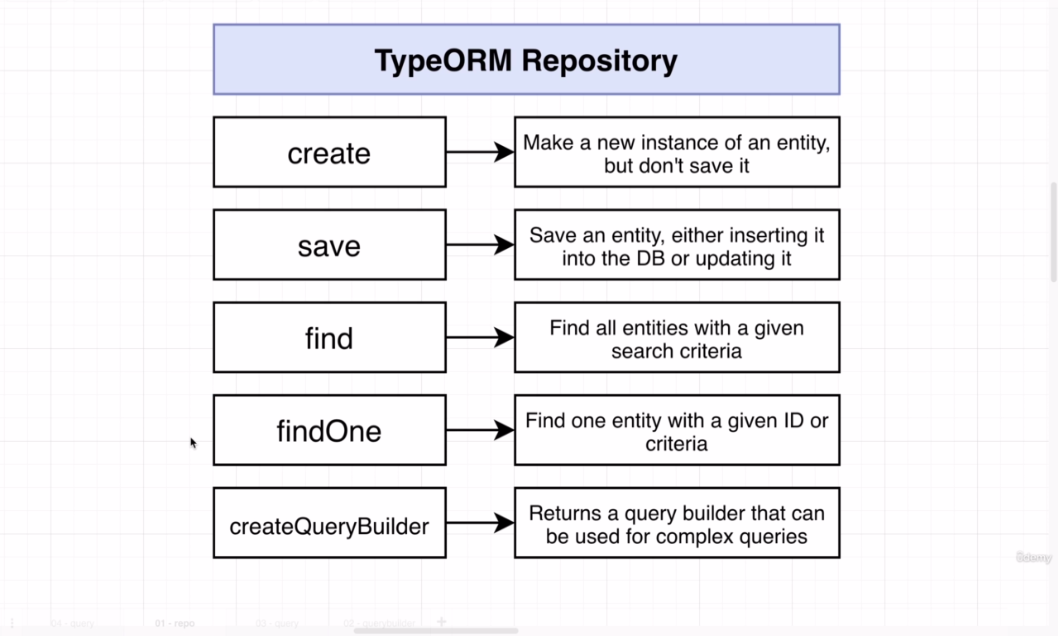 TypeORM Repository
create
Make a new instance of an entity,
but don't save it
save
Save an entity, either inserting it
into the DB or updating it
find
Find all entities with a given
search criteria
findOne
Find one entity with a given ID or
criteria
createQueryBuilder
Returns a query builder that can
be used for complex queries
ûdemy
01 - repo
03 - query
02 - querybuilder